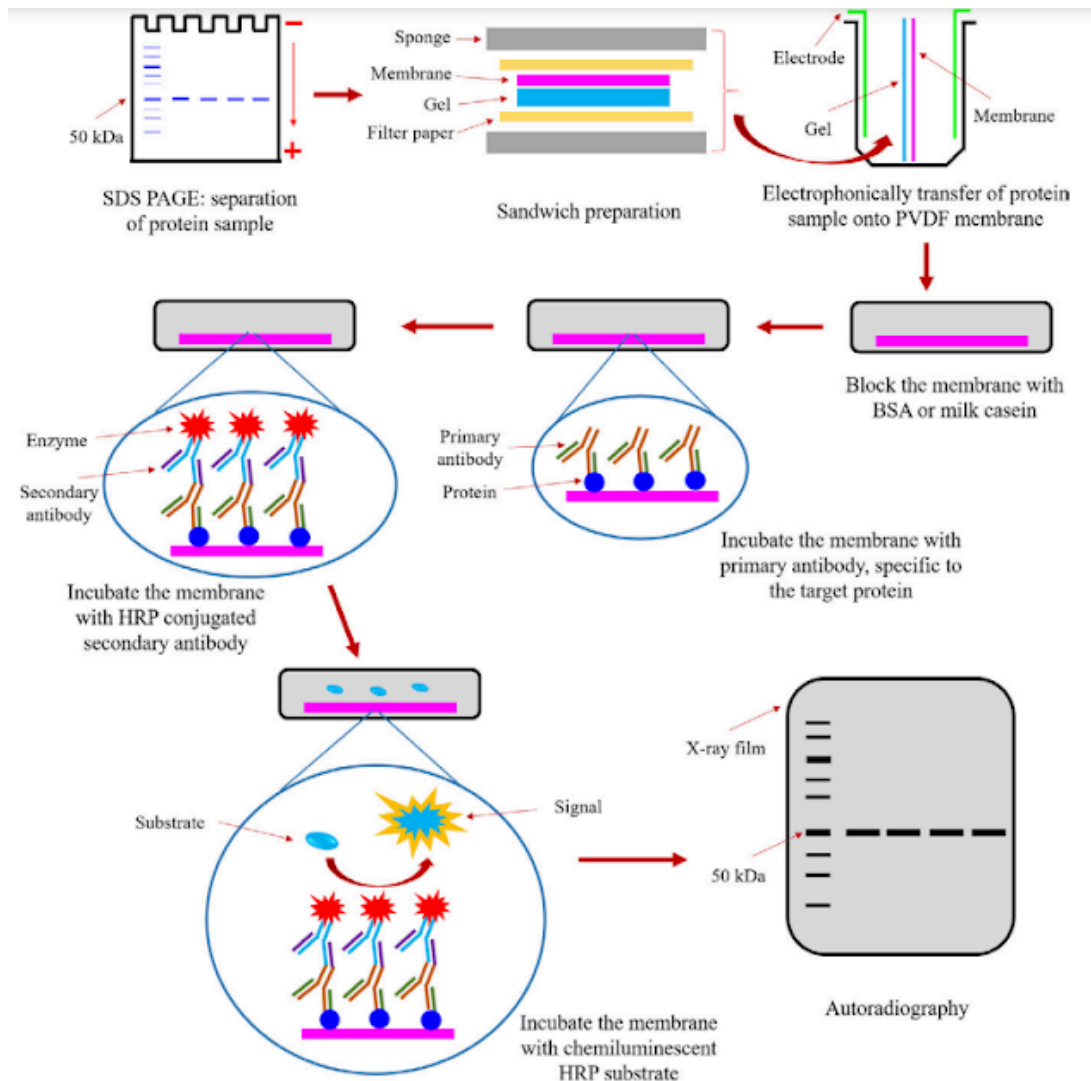 −
+
50 kDa
SDS PAGE: separation
of protein sample
Sponge
Membrane
Gel
Filter paper
Sandwich preparation
Electrode
Gel
Membrane
Electrophonically transfer of protein
sample onto PVDF membrane
Block the membrane with
BSA or milk casein
Primary
antibody
Protein
Incubate the membrane with
primary antibody, specific to
the target protein
Enzyme
Secondary
antibody
Incubate the membrane
with HRP conjugated
secondary antibody
Substrate
Signal
Incubate the membrane
with chemiluminescent
HRP substrate
X-ray film
50 kDa
Autoradiography